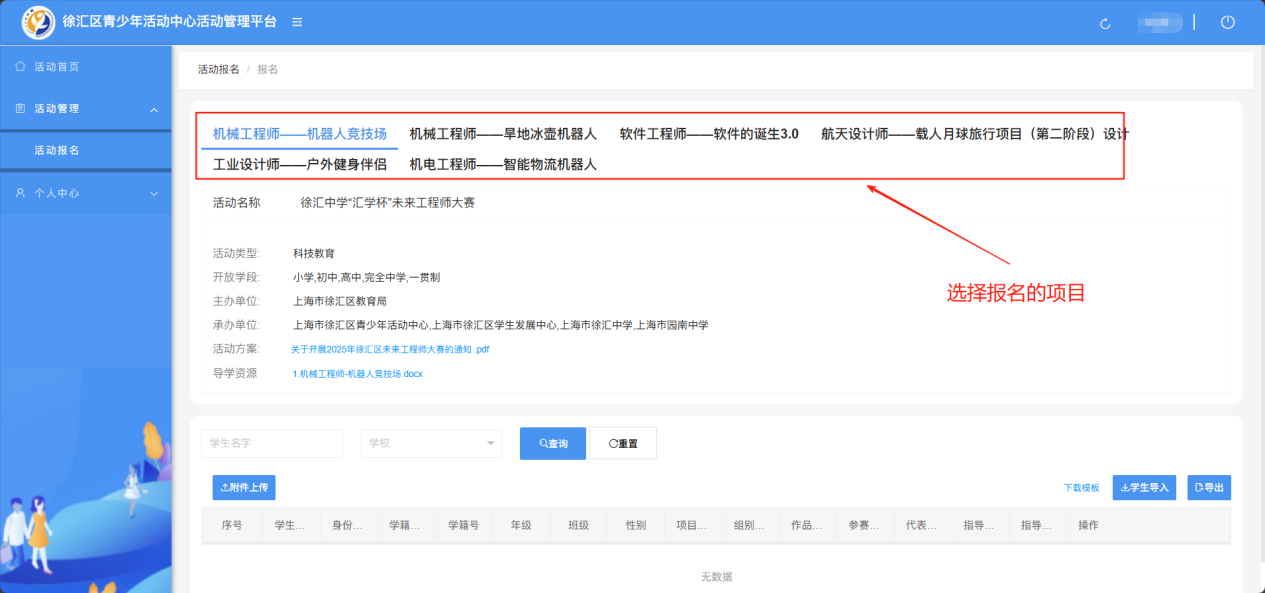 徐汇区青少年活动中心活动管理平台
活动首页
活动管理
活动报名
个人中心
活动报名 / 报名
机械工程师——机器人竞技场 机械工程师——旱地冰壶机器人 软件工程师——软件的诞生3.0 航天设计师——载人月球旅行项目（第二阶段）设计
工业设计师——户外健身伴侣 机电工程师——智能物流机器人
活动名称 徐汇中学“汇学杯”未来工程师大赛
选择报名的项目
活动类型: 科技教育
开放学段: 小学,初中,高中,完全中学,一贯制
主办单位: 上海市徐汇区教育局
承办单位: 上海市徐汇区青少年活动中心,上海市徐汇区学生发展中心,上海市徐汇中学,上海市园南中学
活动方案: 关于开展2025年徐汇区未来工程师大赛的通知 .pdf
导学资源 1.机械工程师-机器人竞技场.docx
学生名字 学校 查询 重置
附件上传 下载模板 学生导入 导出
序号 学生... 身份... 学籍... 学籍号 年级 班级 性别 项目... 组别... 作品... 参赛... 代表... 指导... 指导... 操作
无数据